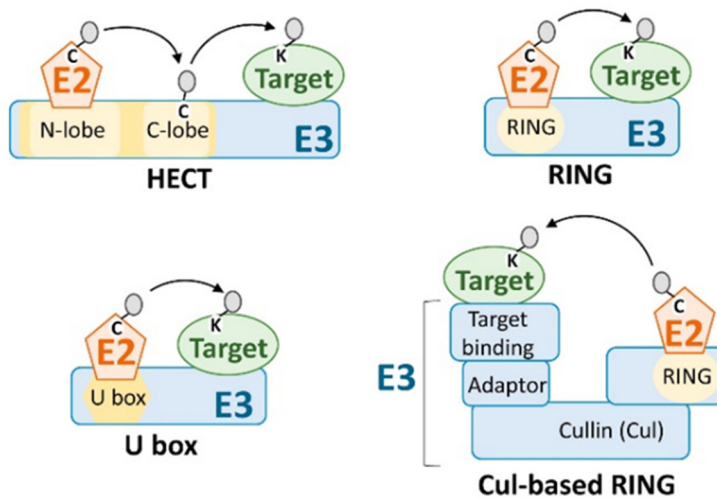 C
E2
K
Target
C
N-lobe
C-lobe
E3
HECT
C
E2
K
Target
RING
E3
RING
C
E2
K
Target
U box
E3
U box
K
Target
C
E2
Target
binding
RING
E3
Adaptor
Cullin (Cul)
Cul-based RING